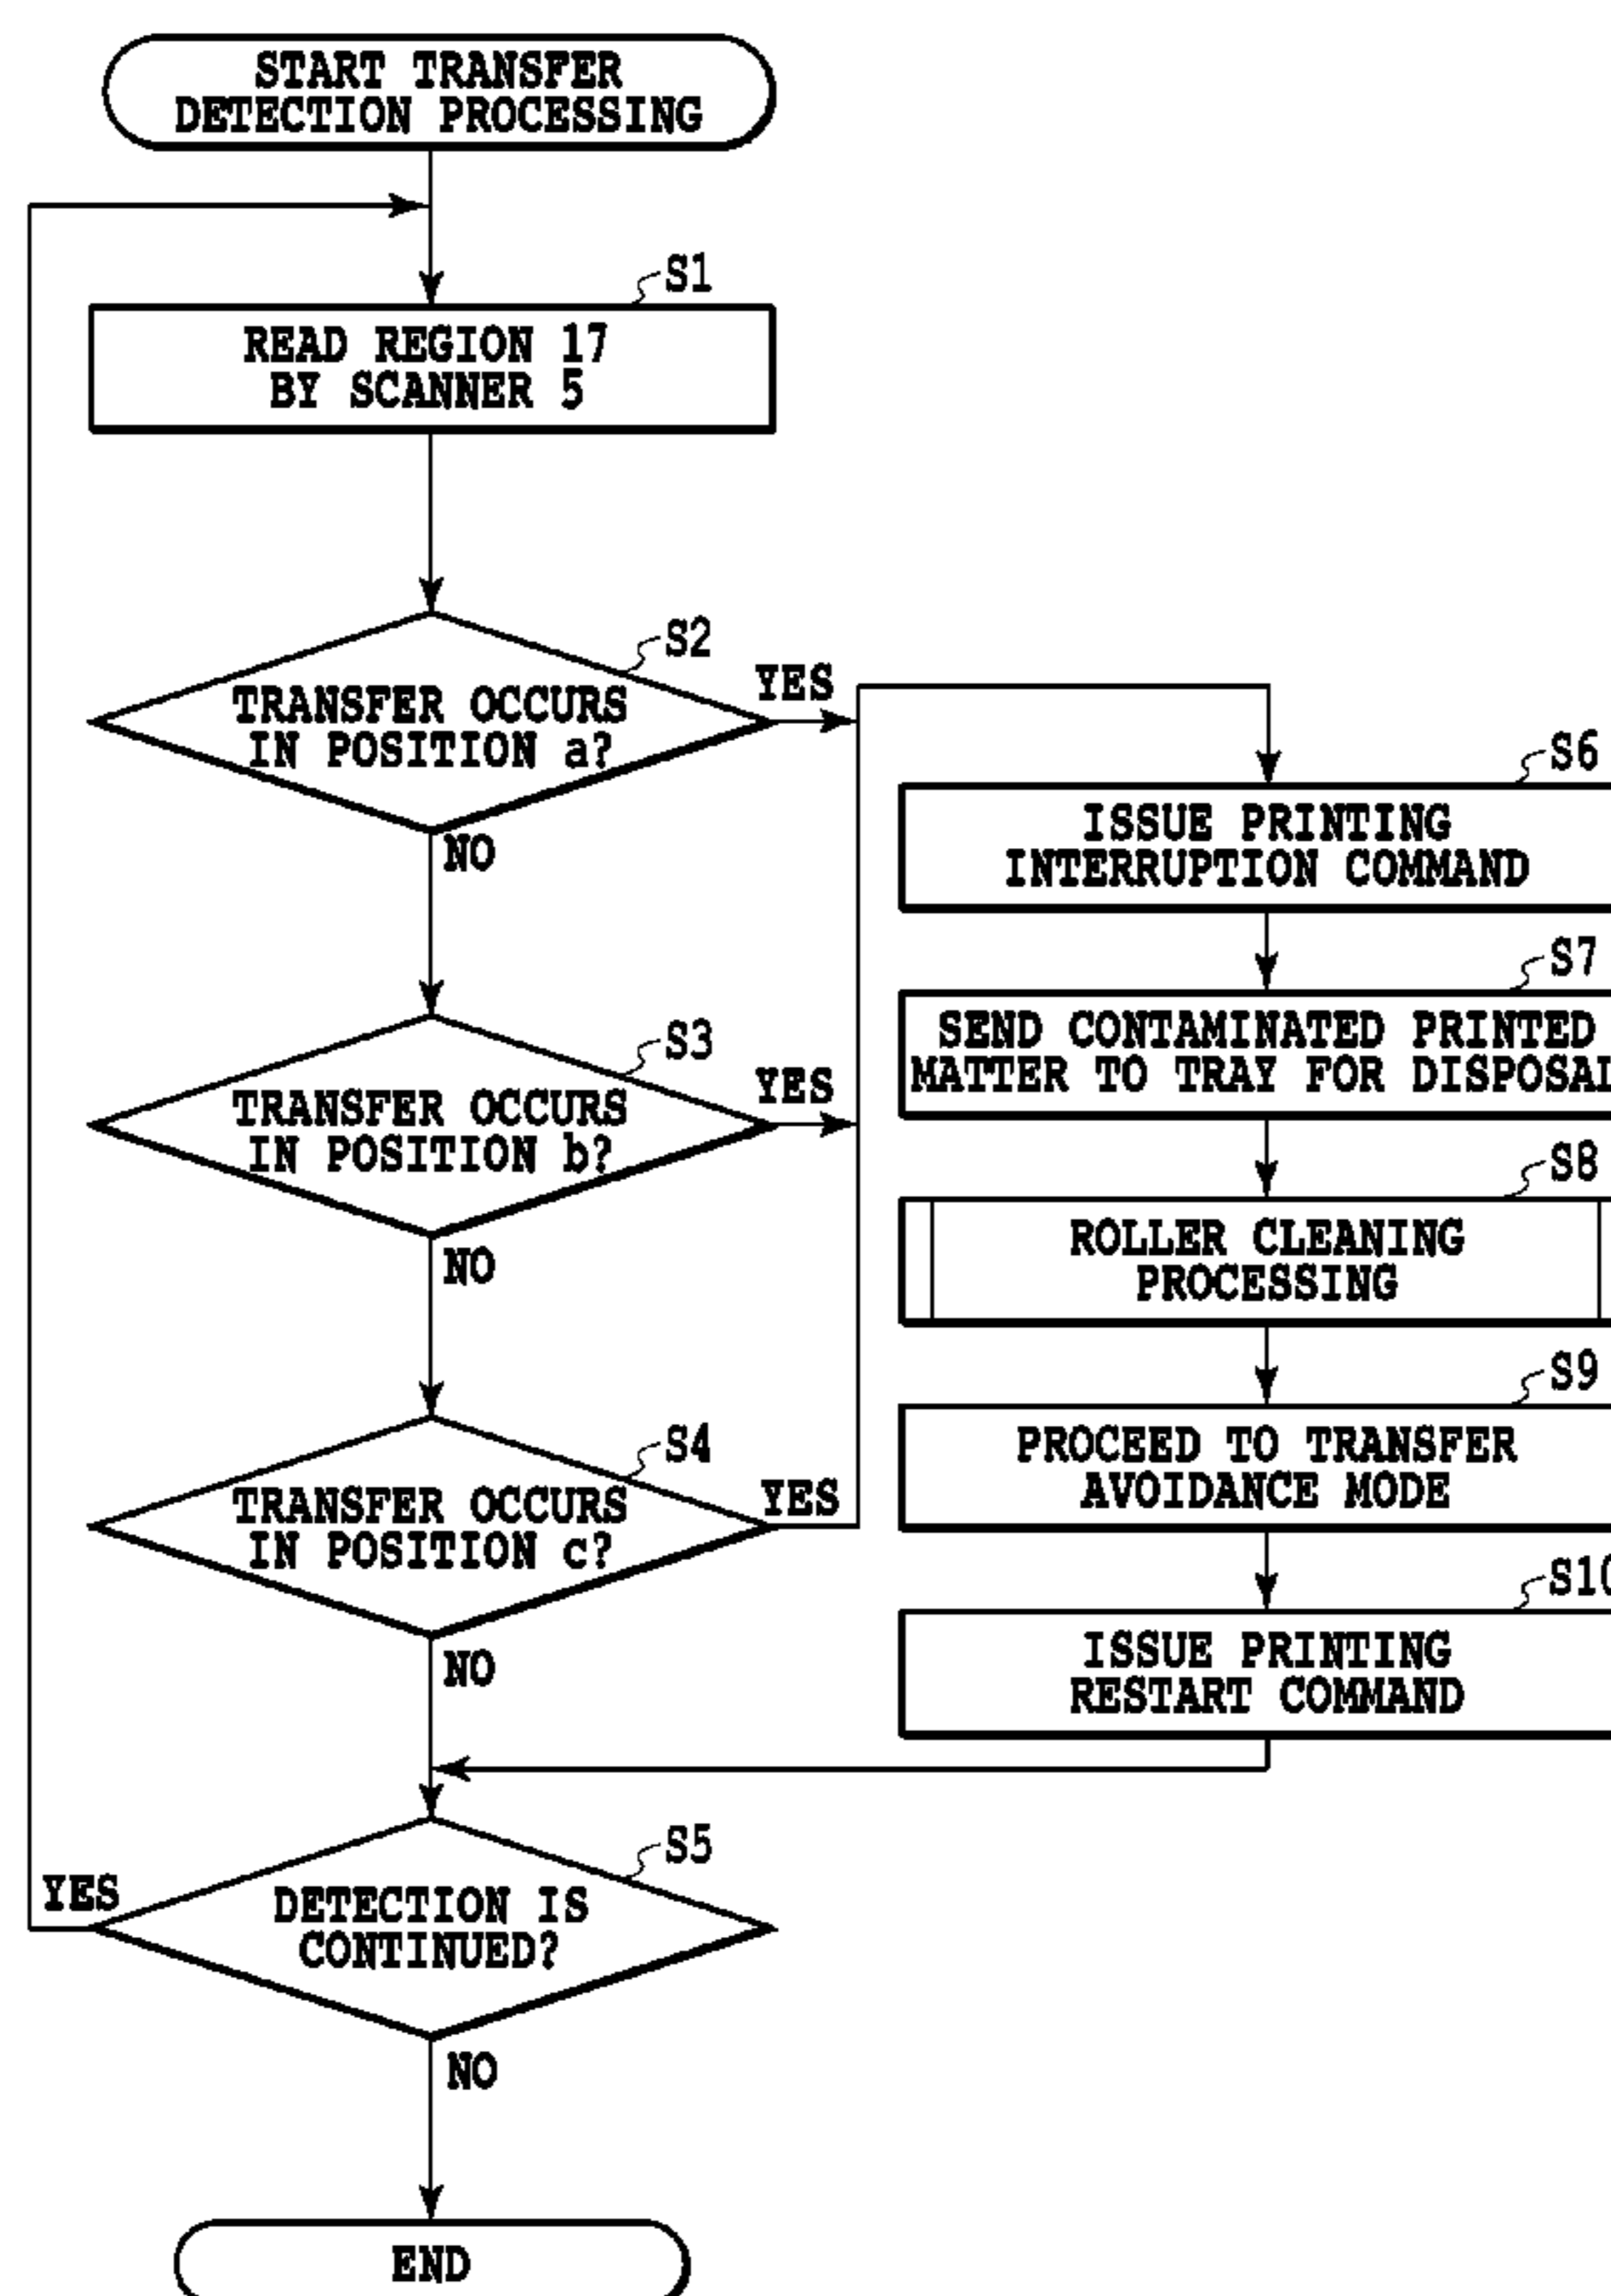 START TRANSFER
DETECTION PROCESSING
S1
READ REGION 17
BY SCANNER 5
S2
TRANSFER OCCURS
IN POSITION a?
YES
NO
S3
TRANSFER OCCURS
IN POSITION b?
YES
NO
S4
TRANSFER OCCURS
IN POSITION c?
YES
NO
S5
DETECTION IS
CONTINUED?
YES
NO
END
S6
ISSUE PRINTING
INTERRUPTION COMMAND
S7
SEND CONTAMINATED PRINTED
MATTER TO TRAY FOR DISPOSAL
S8
ROLLER CLEANING
PROCESSING
S9
PROCEED TO TRANSFER
AVOIDANCE MODE
S10
ISSUE PRINTING
RESTART COMMAND